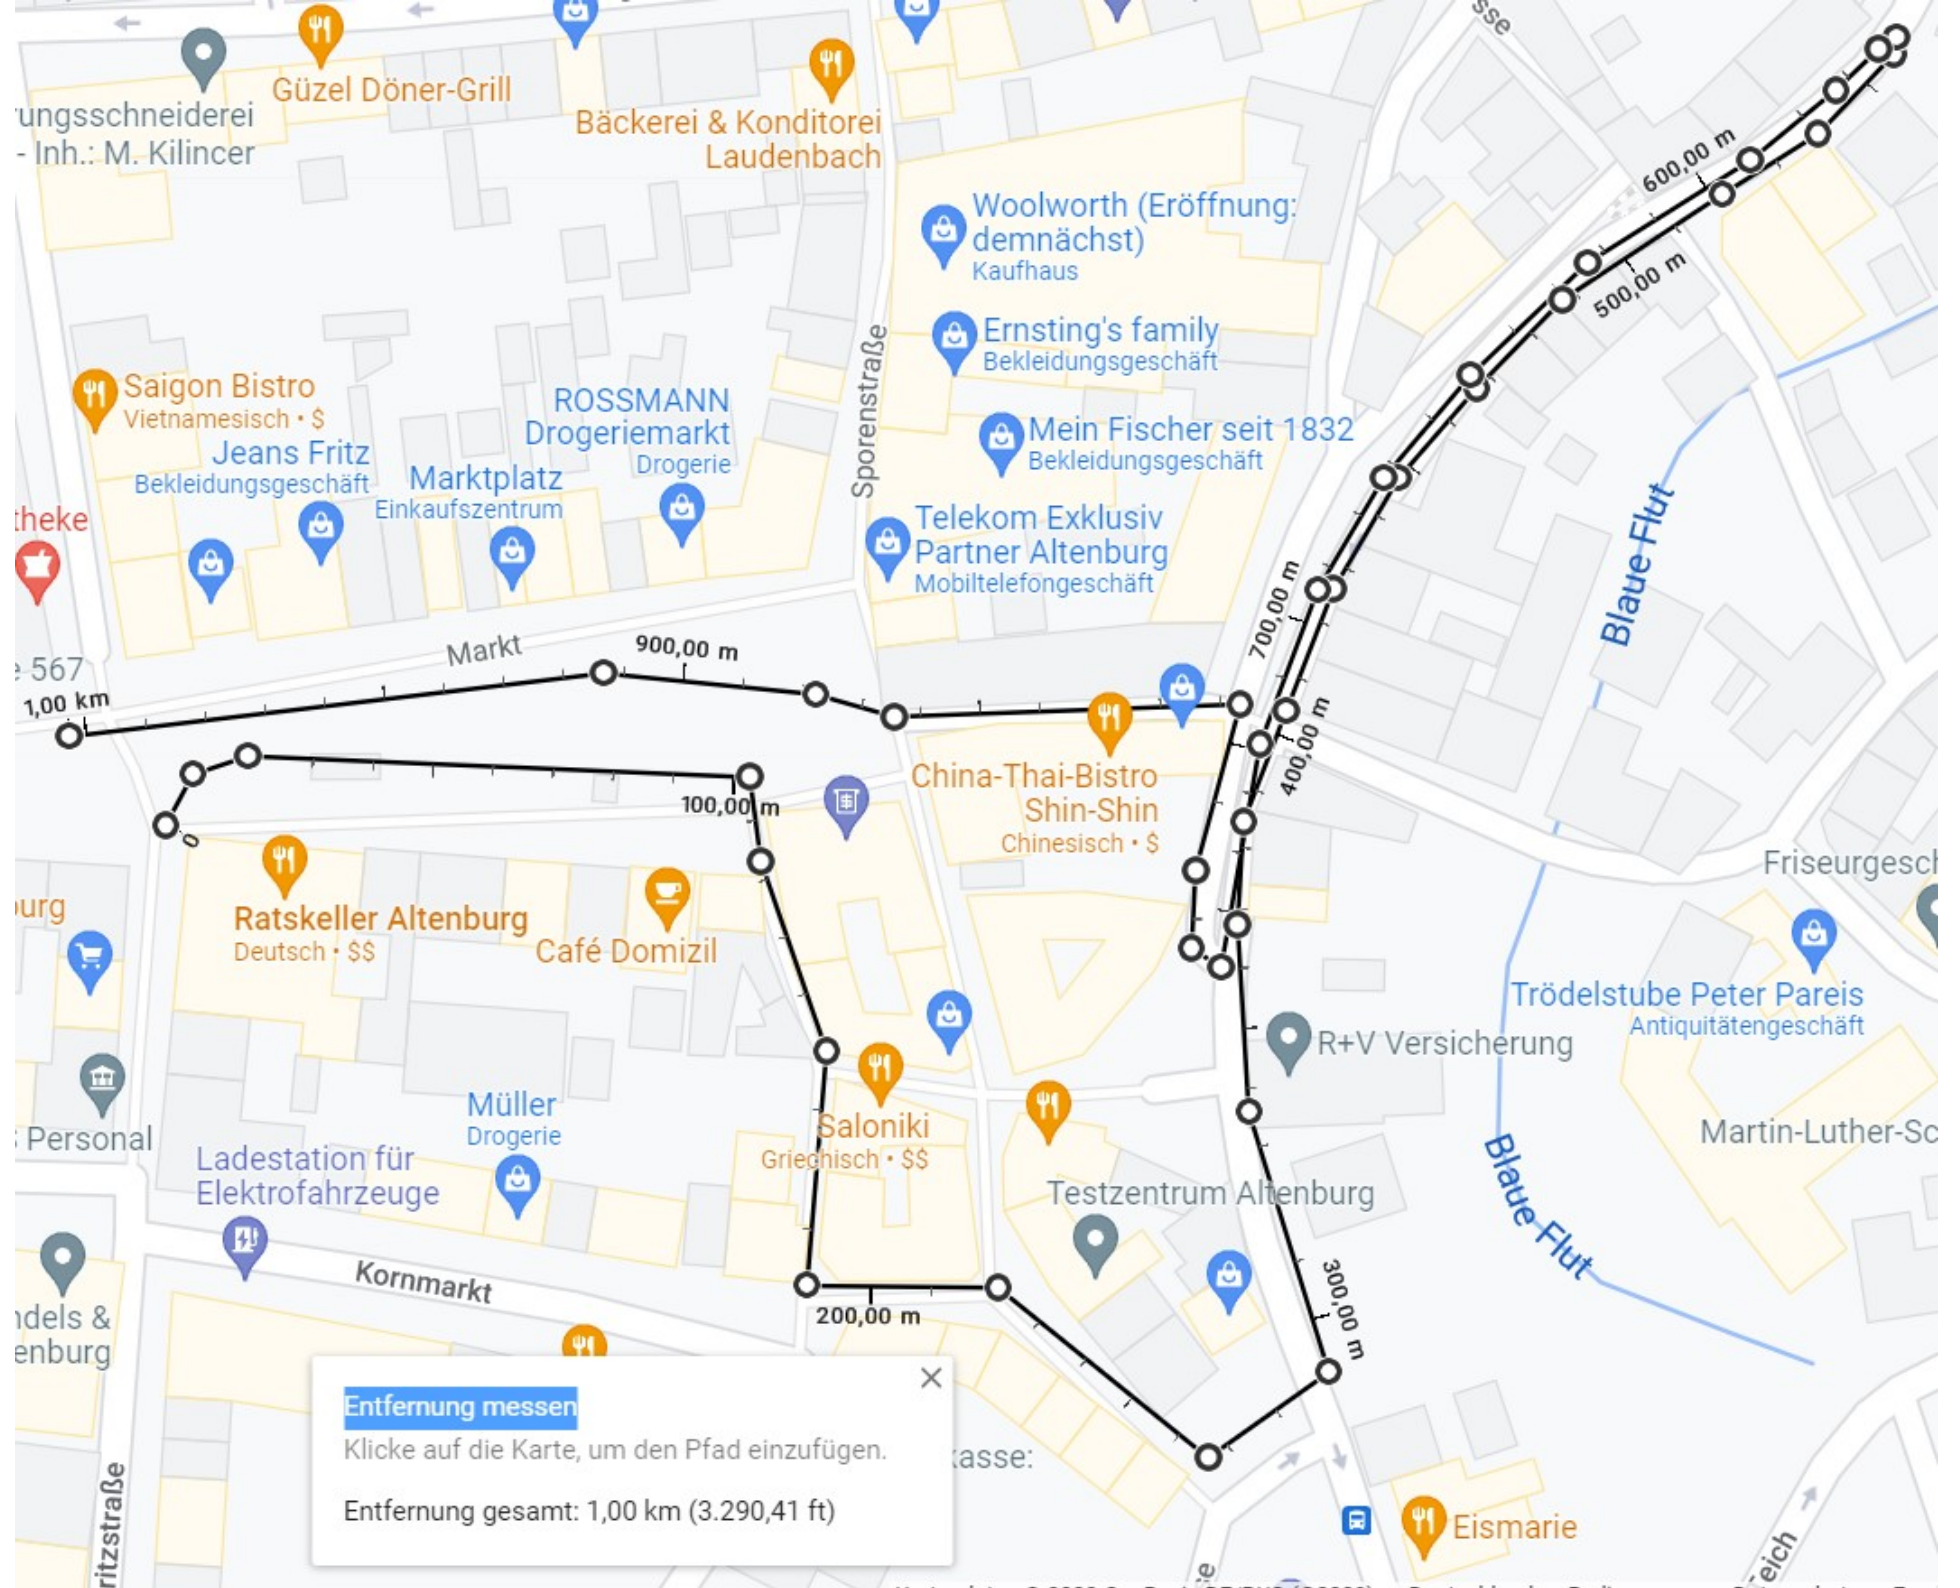 sse
Güzel Döner-Grill
ungsschneiderei
- Inh.: M. Kilincer
Bäckerei & Konditorei
Laudenbach
600,00 m
Woolworth (Eröffnung:
demnächst)
Kaufhaus
500,00 m
Ernsting's family
Bekleidungsgeschäft
Sporenstraße
Saigon Bistro
Vietnamesisch • $
ROSSMANN
Drogeriemarkt
Drogerie
Mein Fischer seit 1832
Bekleidungsgeschäft
Jeans Fritz
Bekleidungsgeschäft
Marktplatz
Einkaufszentrum
theke
Telekom Exklusiv
Partner Altenburg
Mobiltelefongeschäft
Blaue Flut
700,00 m
Markt
900,00 m
567
1,00 km
400,00 m
100,00 m
0
China-Thai-Bistro
Shin-Shin
Chinesisch • $
Friseurgesch
urg
Ratskeller Altenburg
Deutsch • $$
Café Domizil
Trödelstube Peter Pareis
Antiquitätengeschäft
R+V Versicherung
Müller
Drogerie
Saloniki
Griechisch • $$
Personal
Martin-Luther-Sc
Ladestation für
Elektrofahrzeuge
Testzentrum Altenburg
Blaue Flut
Kornmarkt
200,00 m
300,00 m
ndels &
enburg
Entfernung messen
Klicke auf die Karte, um den Pfad einzufügen.
Entfernung gesamt: 1,00 km (3.290,41 ft)
kasse:
ritzstraße
Eismarie
Teich